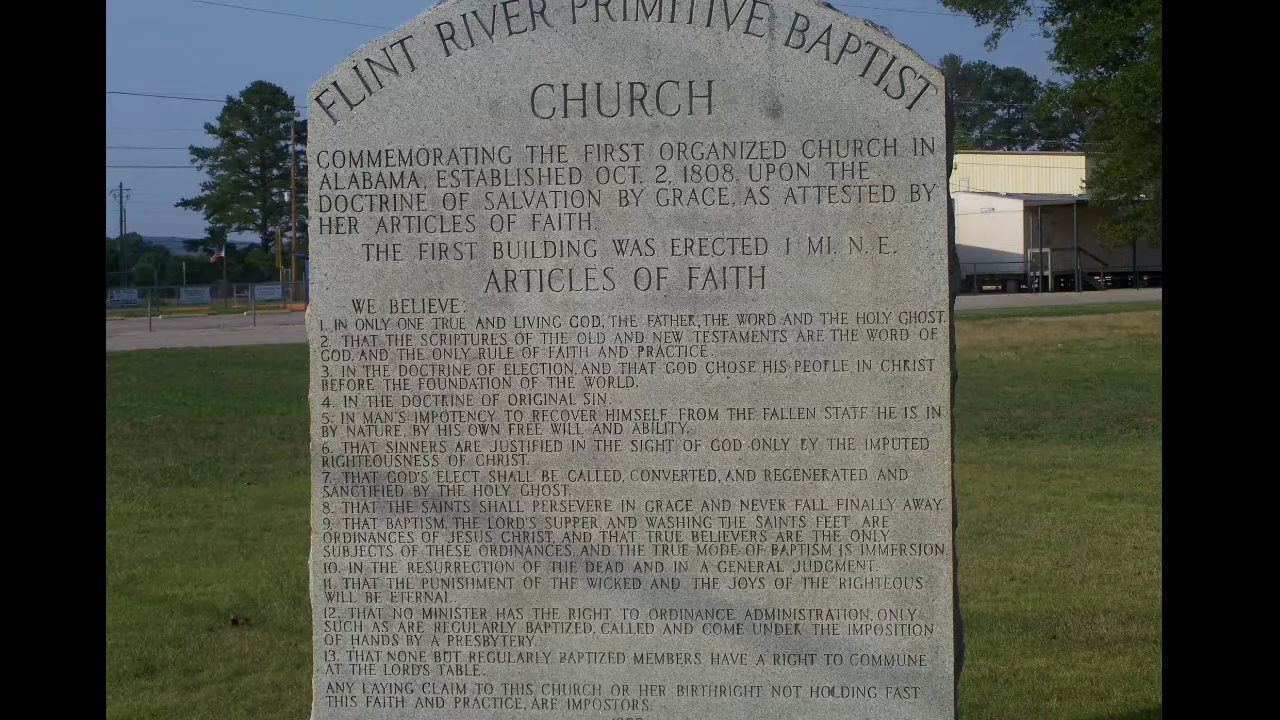 FLINT RIVER PRIMITIVE BAPTIST
CHURCH
COMMEMORATING THE FIRST ORGANIZED CHURCH IN
ALABAMA, ESTABLISHED OCT. 2, 1808, UPON THE
DOCTRINE OF SALVATION BY GRACE, AS ATTESTED BY
HER ARTICLES OF FAITH.
THE FIRST BUILDING WAS ERECTED 1 MI. N. E.
ARTICLES OF FAITH
WE BELIEVE:
1. IN ONLY ONE TRUE AND LIVING GOD, THE FATHER, THE WORD AND THE HOLY GHOST.
2. THAT THE SCRIPTURES OF THE OLD AND NEW TESTAMENTS ARE THE WORD OF
GOD, AND THE ONLY RULE OF FAITH AND PRACTICE.
3. IN THE DOCTRINE OF ELECTION, AND THAT GOD CHOSE HIS PEOPLE IN CHRIST
BEFORE THE FOUNDATION OF THE WORLD.
4. IN THE DOCTRINE OF ORIGINAL SIN.
5. IN MAN'S IMPOTENCY TO RECOVER HIMSELF FROM THE FALLEN STATE HE IS IN
BY NATURE, BY HIS OWN FREE WILL AND ABILITY.
6. THAT SINNERS ARE JUSTIFIED IN THE SIGHT OF GOD ONLY BY THE IMPUTED
RIGHTEOUSNESS OF CHRIST.
7. THAT GOD'S ELECT SHALL BE CALLED, CONVERTED, AND REGENERATED AND
SANCTIFIED BY THE HOLY GHOST.
8. THAT THE SAINTS SHALL PERSEVERE IN GRACE AND NEVER FALL FINALLY AWAY.
9. THAT BAPTISM, THE LORD'S SUPPER, AND WASHING THE SAINTS FEET ARE
ORDINANCES OF JESUS CHRIST, AND THAT TRUE BELIEVERS ARE THE ONLY
SUBJECTS OF THESE ORDINANCES, AND THE TRUE MODE OF BAPTISM IS IMMERSION.
10. IN THE RESURRECTION OF THE DEAD AND IN A GENERAL JUDGMENT.
11. THAT THE PUNISHMENT OF THE WICKED AND THE JOYS OF THE RIGHTEOUS
WILL BE ETERNAL.
12. THAT NO MINISTER HAS THE RIGHT TO ORDINANCE ADMINISTRATION, ONLY
SUCH AS ARE REGULARLY BAPTIZED, CALLED AND COME UNDER THE IMPOSITION
OF HANDS BY A PRESBYTERY.
13. THAT NONE BUT REGULARLY BAPTIZED MEMBERS HAVE A RIGHT TO COMMUNE
AT THE LORD'S TABLE.
ANY LAYING CLAIM TO THIS CHURCH OR HER BIRTHRIGHT NOT HOLDING FAST
THIS FAITH AND PRACTICE, ARE IMPOSTORS.